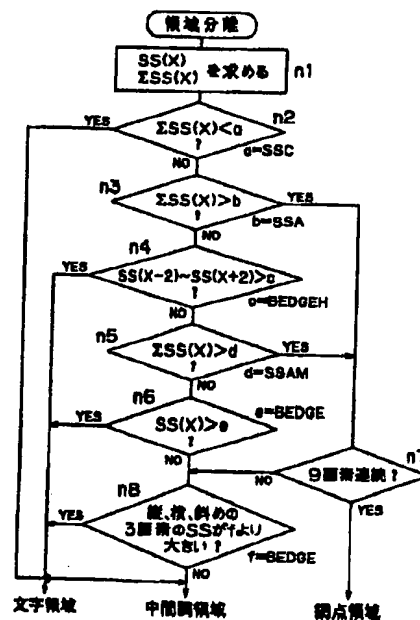 領域分離
SS(X)
ΣSS(X) を求める
n1
n2
YES
ΣSS(X)<a
?
a=SSC
NO
n3
ΣSS(X)>b
?
YES
b=SSA
NO
n4
YES
SS(X-2)~SS(X+2)>c
?
c=BEDGEH
NO
n5
ΣSS(X)>d
?
YES
d=SSAM
NO
n6
YES
SS(X)>e
?
e=BEDGE
NO
n7
9画素連続?
NO
YES
n8
YES
縦、横、斜めの
3画素のSSがfより
大きい?
f=BEDGE
NO
文字領域
中間調領域
網点領域